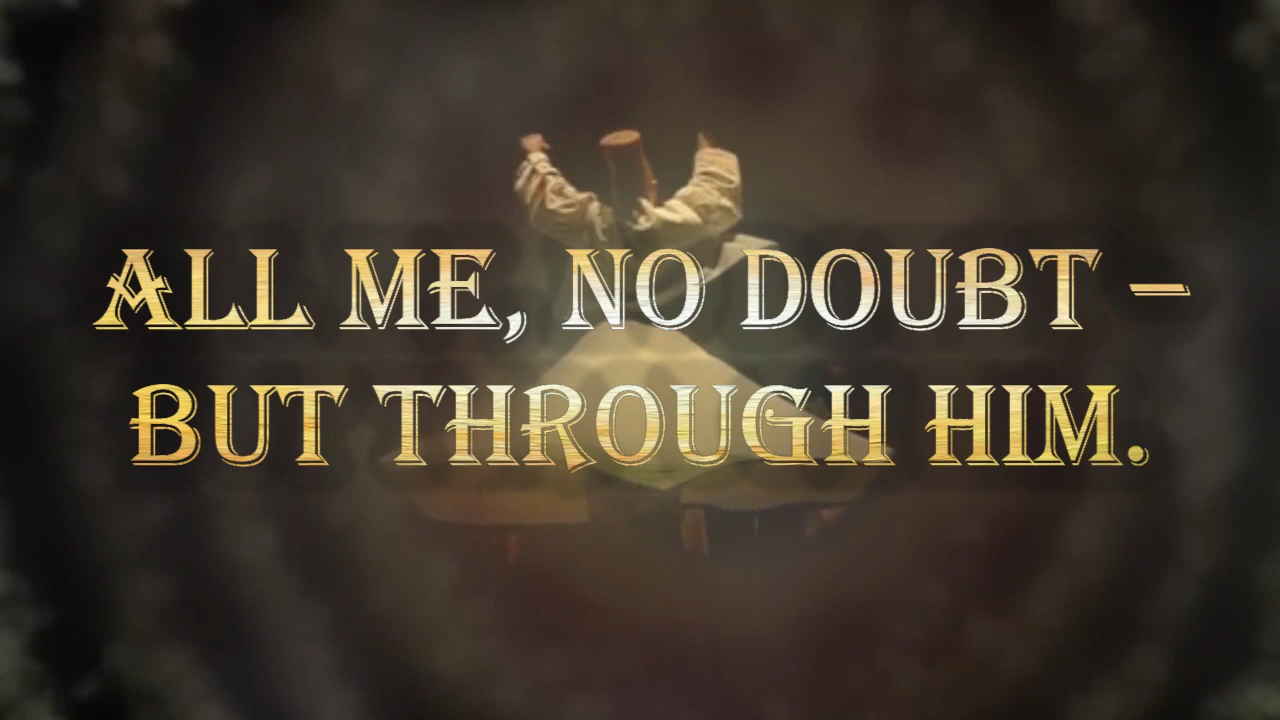 ALL ME, NO DOUBT –
BUT THROUGH HIM.